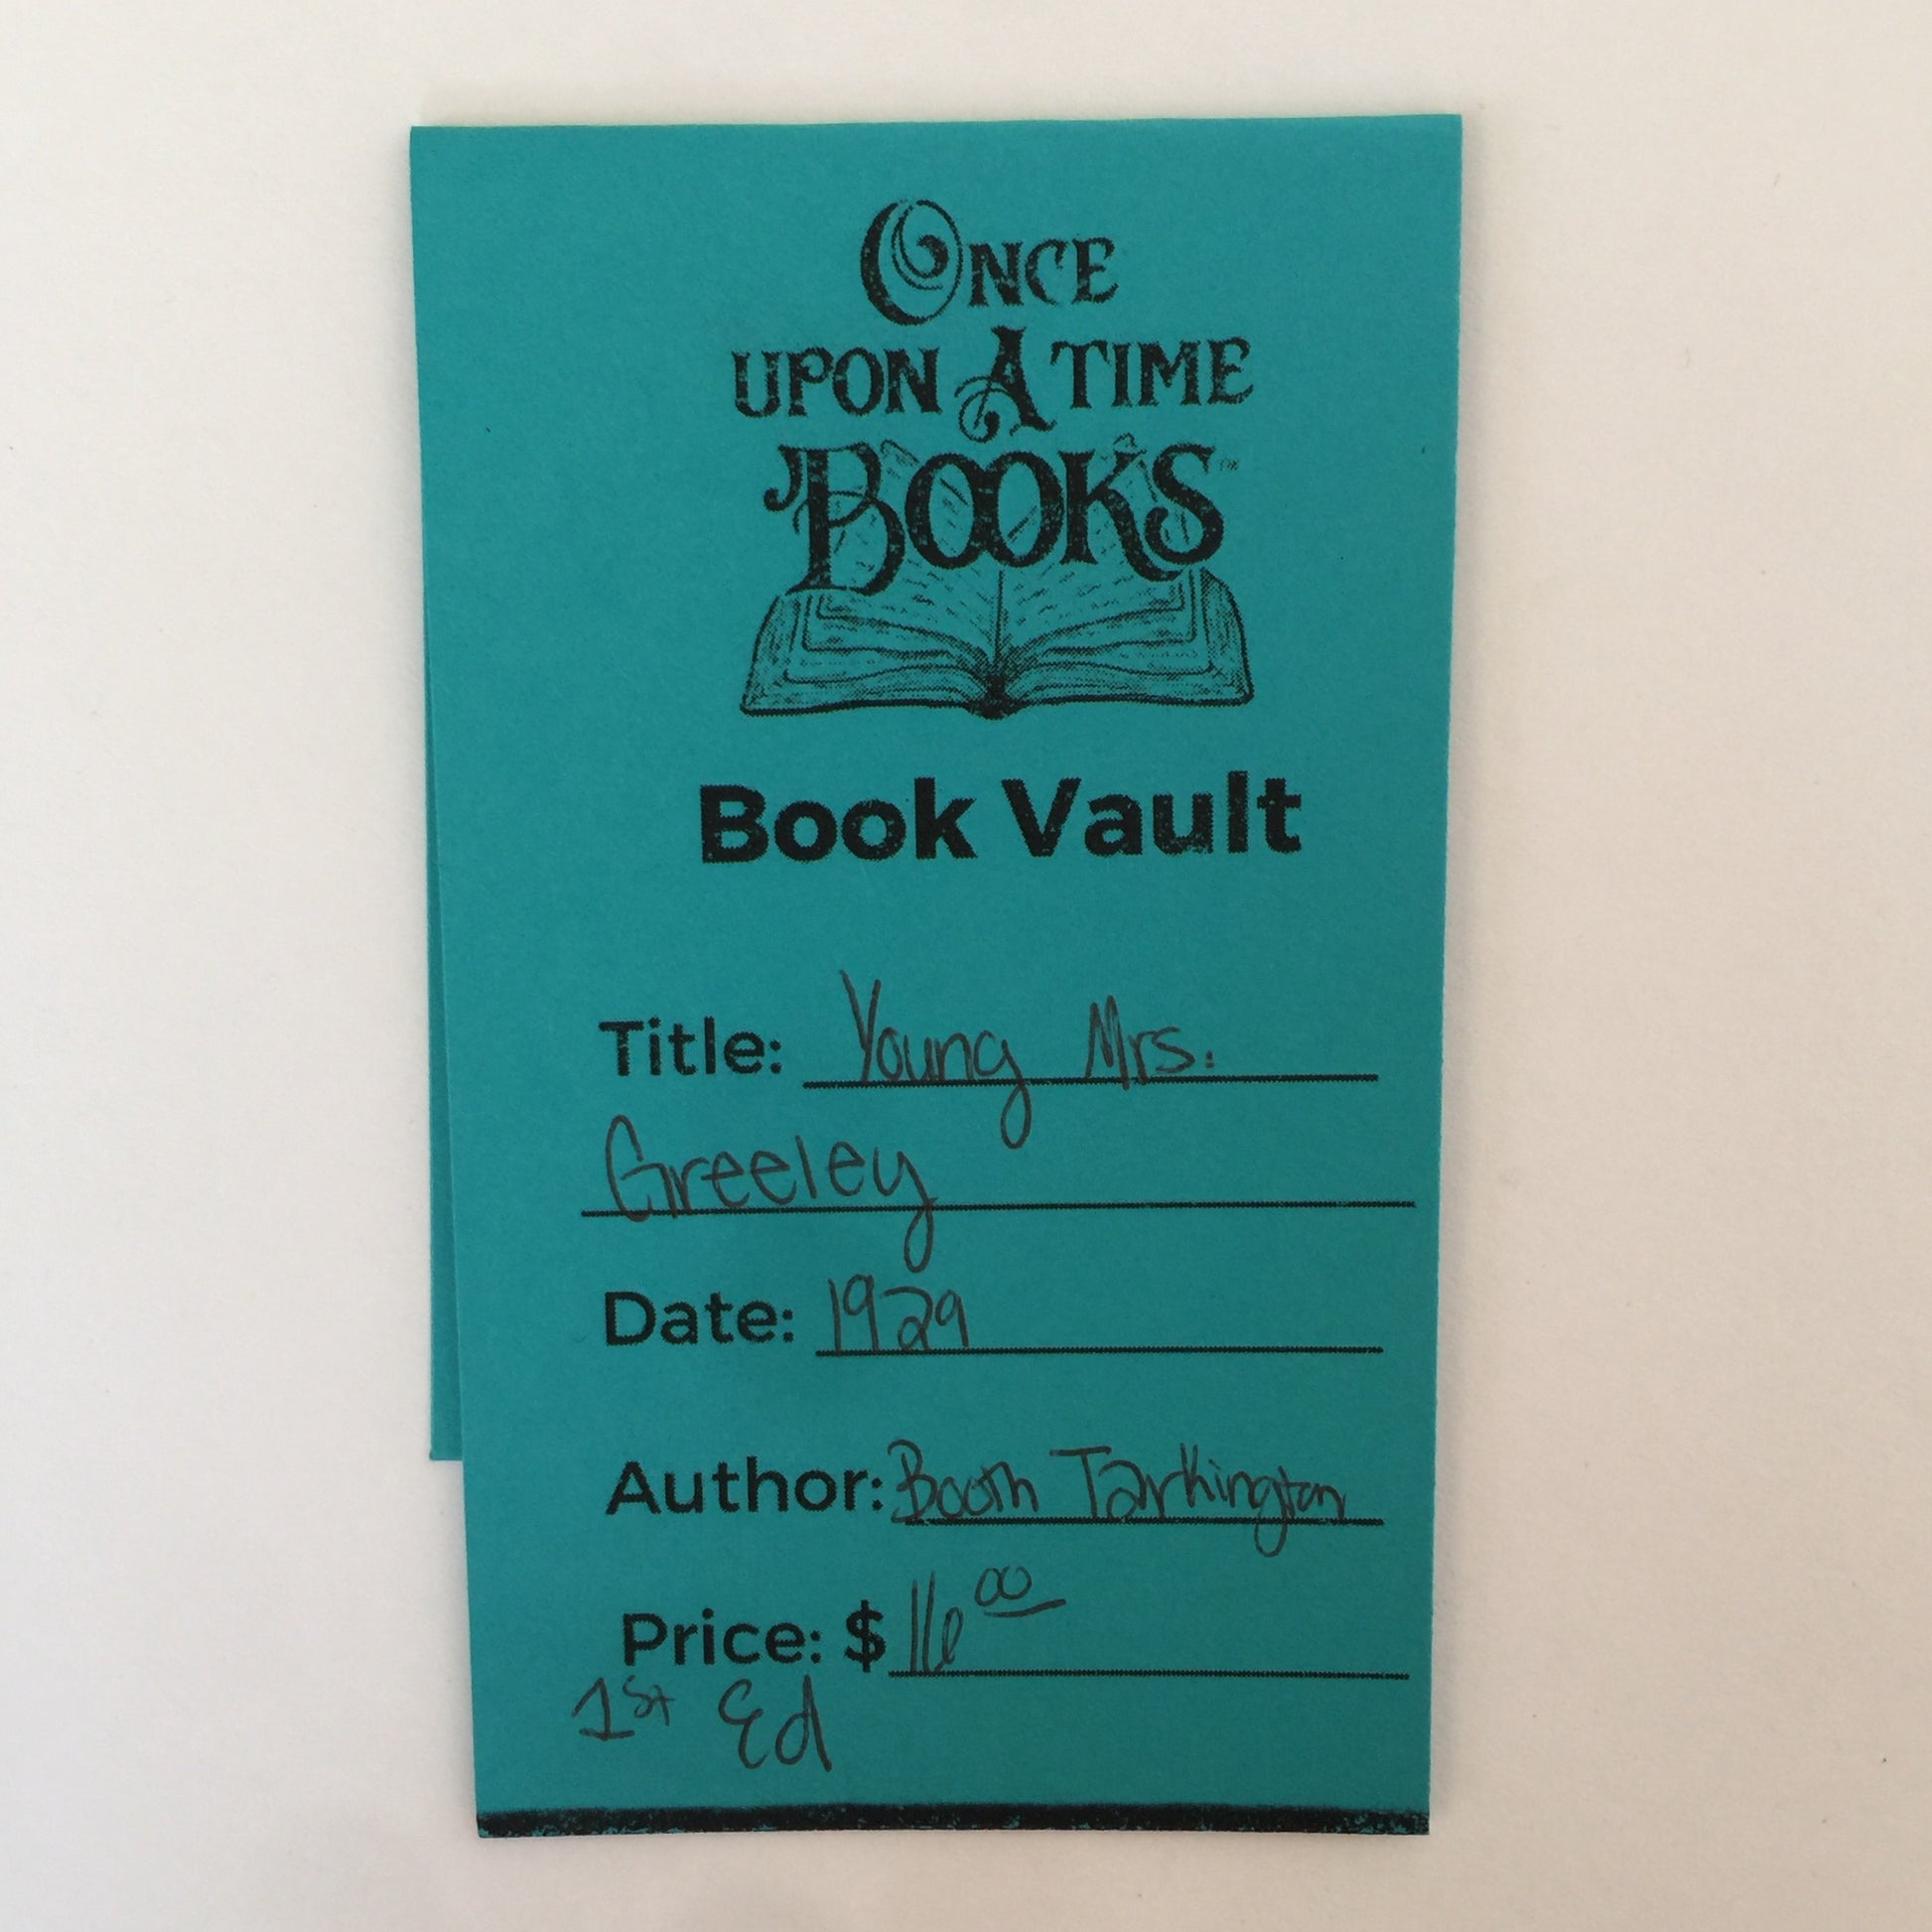 ONCE
UPON A TIME
BOOKS™
Book Vault
Title: Young Mrs.
Greeley
Date: 1929
Author: Booth Tarkington
Price: $ 16 00
1st Ed